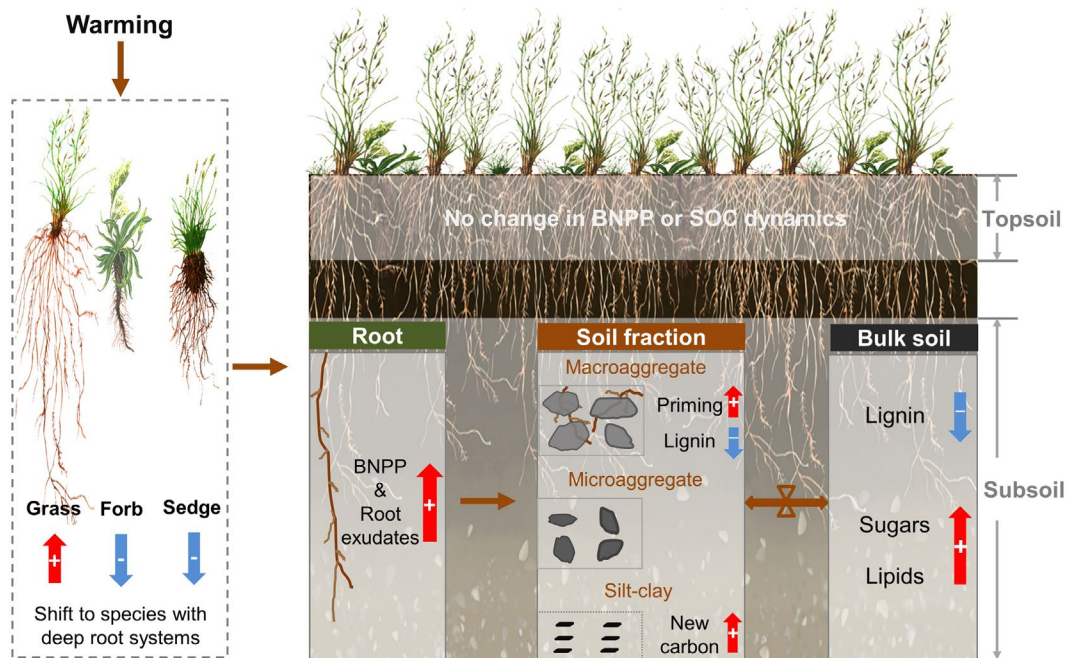 Warming
Grass
Forb
Sedge
+
-
-
Shift to species with
deep root systems
No change in BNPP or SOC dynamics
Topsoil
Subsoil
Root
BNPP
&
Root
exudates
+
Soil fraction
Macroaggregate
Priming
+
Lignin
-
Microaggregate
Silt-clay
New
carbon
+
Bulk soil
Lignin
-
Sugars
+
Lipids